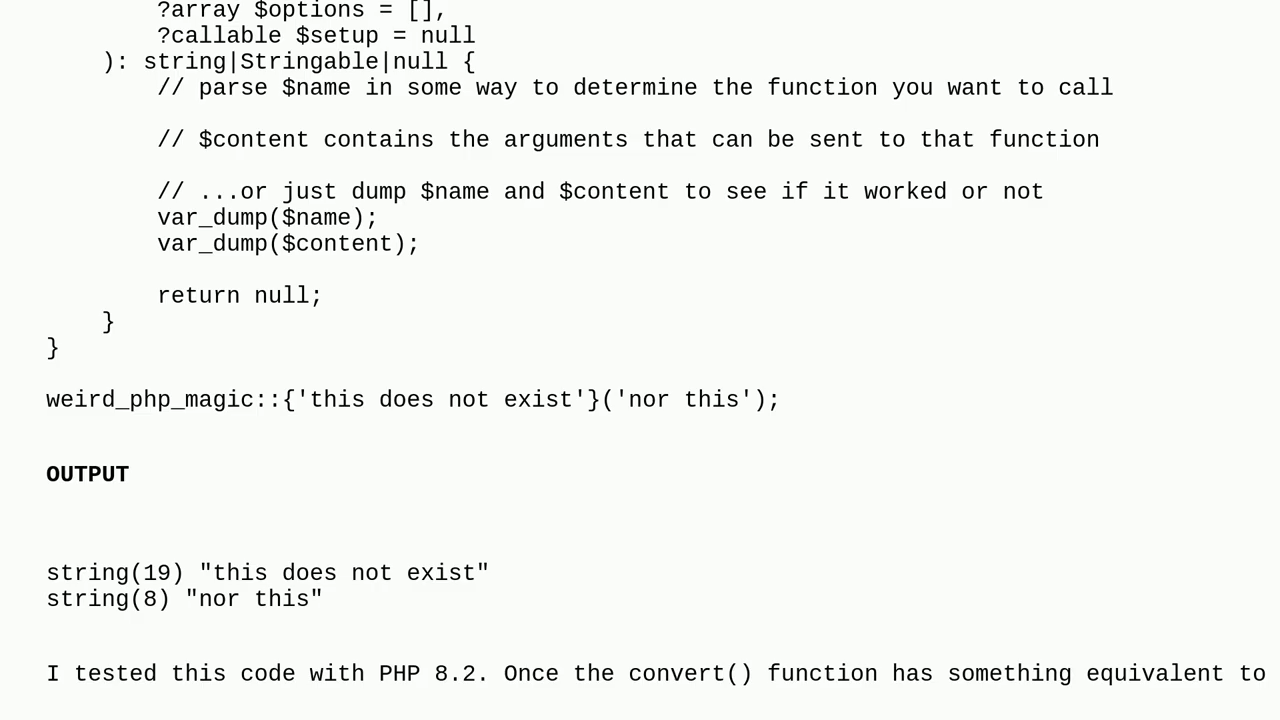 ?array $options = [],
?callable $setup = null
): string|Stringable|null {
// parse $name in some way to determine the function you want to call
// $content contains the arguments that can be sent to that function
// ...or just dump $name and $content to see if it worked or not
var_dump($name);
var_dump($content);
return null;
}
}
weird_php_magic::{'this does not exist'}('nor this');
OUTPUT
string(19) "this does not exist"
string(8) "nor this"
I tested this code with PHP 8.2. Once the convert() function has something equivalent to